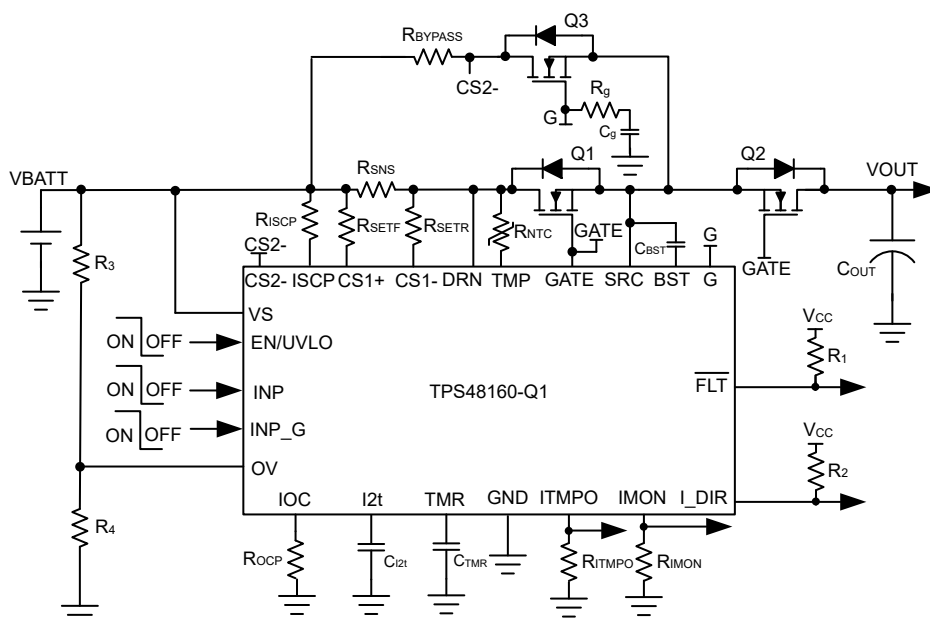 Q3
RBYPASS
CS2-
Rg
G
Cg
VBATT
RSNS
Q1
Q2
VOUT
RISCP
RSETF
RSETR
RNTC
GATE
CBST
G
R3
CS2-
GATE
COUT
CS2- ISCP CS1+ CS1- DRN TMP GATE SRC BST G
VS
ON OFF
EN/UVLO
ON OFF
INP
ON OFF
INP_G
OV
TPS48160-Q1
VCC
R1
FLT
VCC
R2
I_DIR
IOC I2t TMR GND ITMPO IMON
R4
ROCP
CI2t
CTMR
RITMPO
RIMON